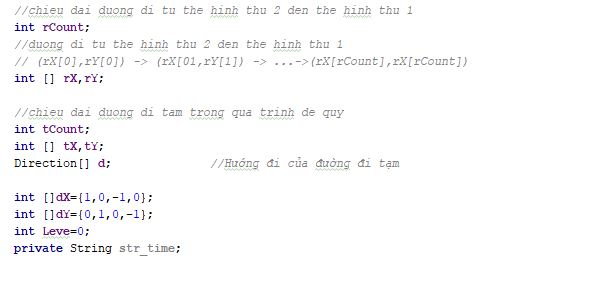 //chieu dai duong di tu the hinh thu 2 den the hinh thu 1
int rCount;
//duong di tu the hinh thu 2 den the hinh thu 1
// (rX[0],rY[0]) -> (rX[01,rY[1]) -> ...->(rX[rCount],rX[rCount])
int [] rX,rY;
//chieu dai duong di tam trong qua trinh de quy
int tCount;
int [] tX,tY;
Direction[] d; //Hướng đi của đường đi tạm
int []dX={1,0,-1,0};
int []dY={0,1,0,-1};
int Leve=0;
private String str_time;